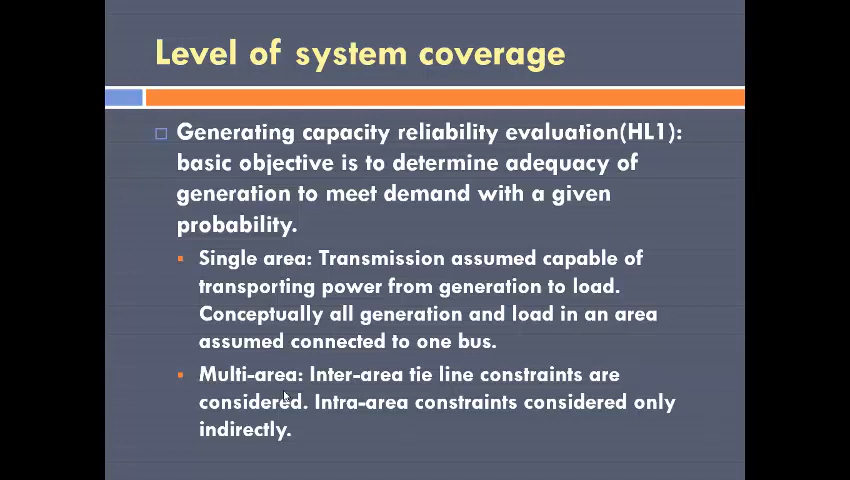 Level of system coverage
Generating capacity reliability evaluation(HL1):
basic objective is to determine adequacy of
generation to meet demand with a given
probability.
Single area: Transmission assumed capable of
transporting power from generation to load.
Conceptually all generation and load in an area
assumed connected to one bus.
Multi-area: Inter-area tie line constraints are
considered. Intra-area constraints considered only
indirectly.